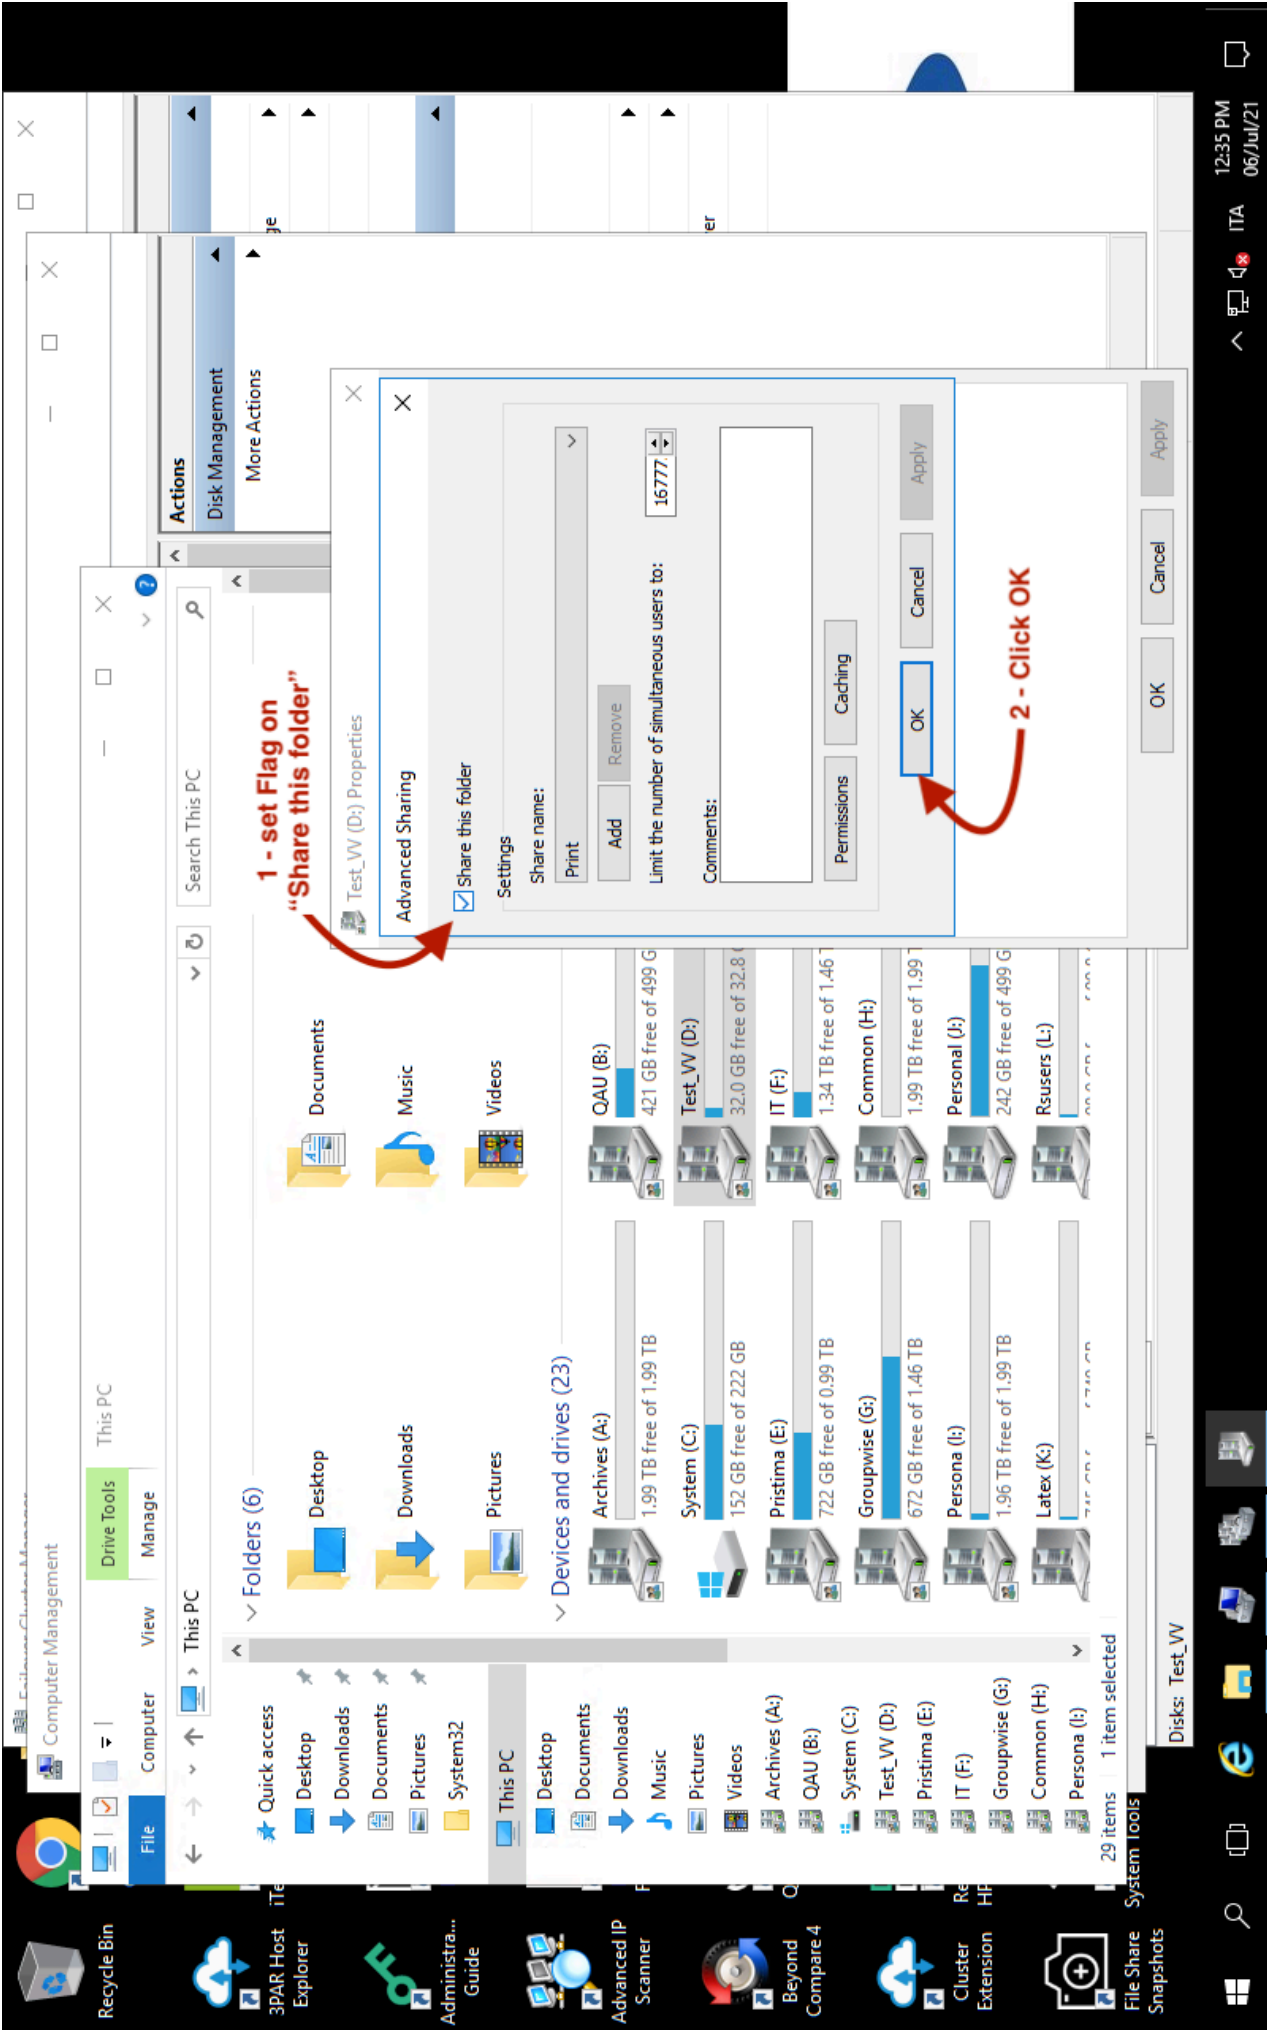 Recycle Bin
3PAR Host
Explorer
Administra...
Guide
Advanced IP
Scanner
Beyond
Compare 4
Cluster
Extension
File Share
Snapshots
iTe
System Tools
Computer Management
Actions
Disk Management
More Actions
Drive Tools
This PC
File
Computer
View
Manage
This PC
Search This PC
Quick access
Desktop
Downloads
Documents
Pictures
System32
This PC
Desktop
Documents
Downloads
Music
Pictures
Videos
Archives (A:)
QAU (B:)
System (C:)
Test_VV (D:)
Pristima (E:)
IT (F:)
Groupwise (G:)
Common (H:)
Persona (I:)
29 items
1 item selected
Folders (6)
Desktop
Documents
Downloads
Music
Pictures
Videos
Devices and drives (23)
Archives (A:)
1.99 TB free of 1.99 TB
QAU (B:)
421 GB free of 499 G
System (C:)
152 GB free of 222 GB
Test_VV (D:)
32.0 GB free of 32.8
Pristima (E:)
722 GB free of 0.99 TB
IT (F:)
1.34 TB free of 1.46 T
Groupwise (G:)
672 GB free of 1.46 TB
Common (H:)
1.99 TB free of 1.99 T
Persona (I:)
1.96 TB free of 1.99 TB
Personal (J:)
242 GB free of 499 G
Latex (K:)
Rsusers (L:)
1 - set Flag on
“Share this folder”
Test_VV (D:) Properties
Advanced Sharing
Share this folder
Settings
Share name:
Print
Add
Remove
Limit the number of simultaneous users to:
16777
Comments:
Permissions
Caching
OK
Cancel
Apply
2 - Click OK
OK
Cancel
Apply
Disks: Test_VV
ITA
12:35 PM
06/Jul/21